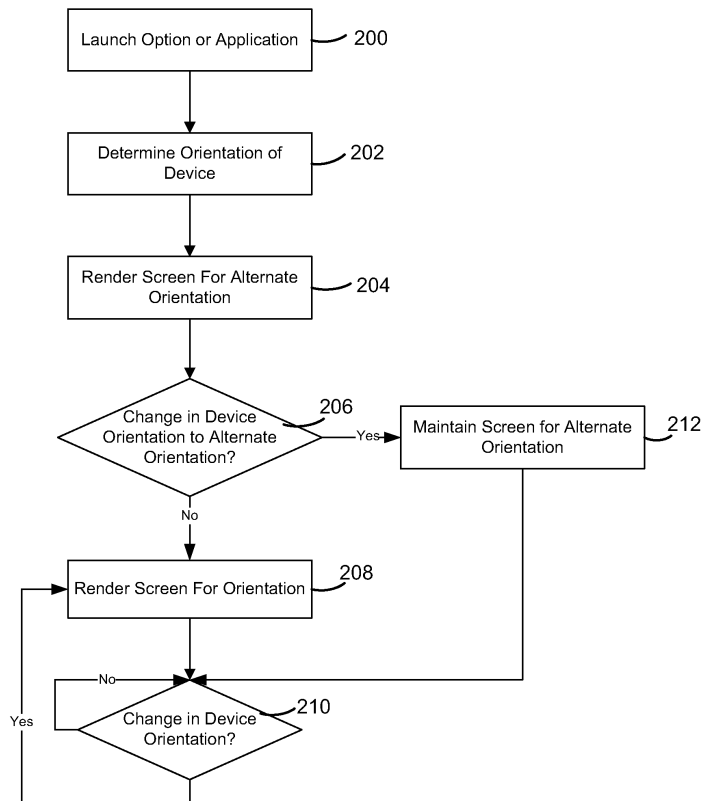 Launch Option or Application
200
Determine Orientation of
Device
202
Render Screen For Alternate
Orientation
204
Change in Device
Orientation to Alternate
Orientation?
206
Yes
Maintain Screen for Alternate
Orientation
212
No
Render Screen For Orientation
208
No
Change in Device
Orientation?
210
Yes